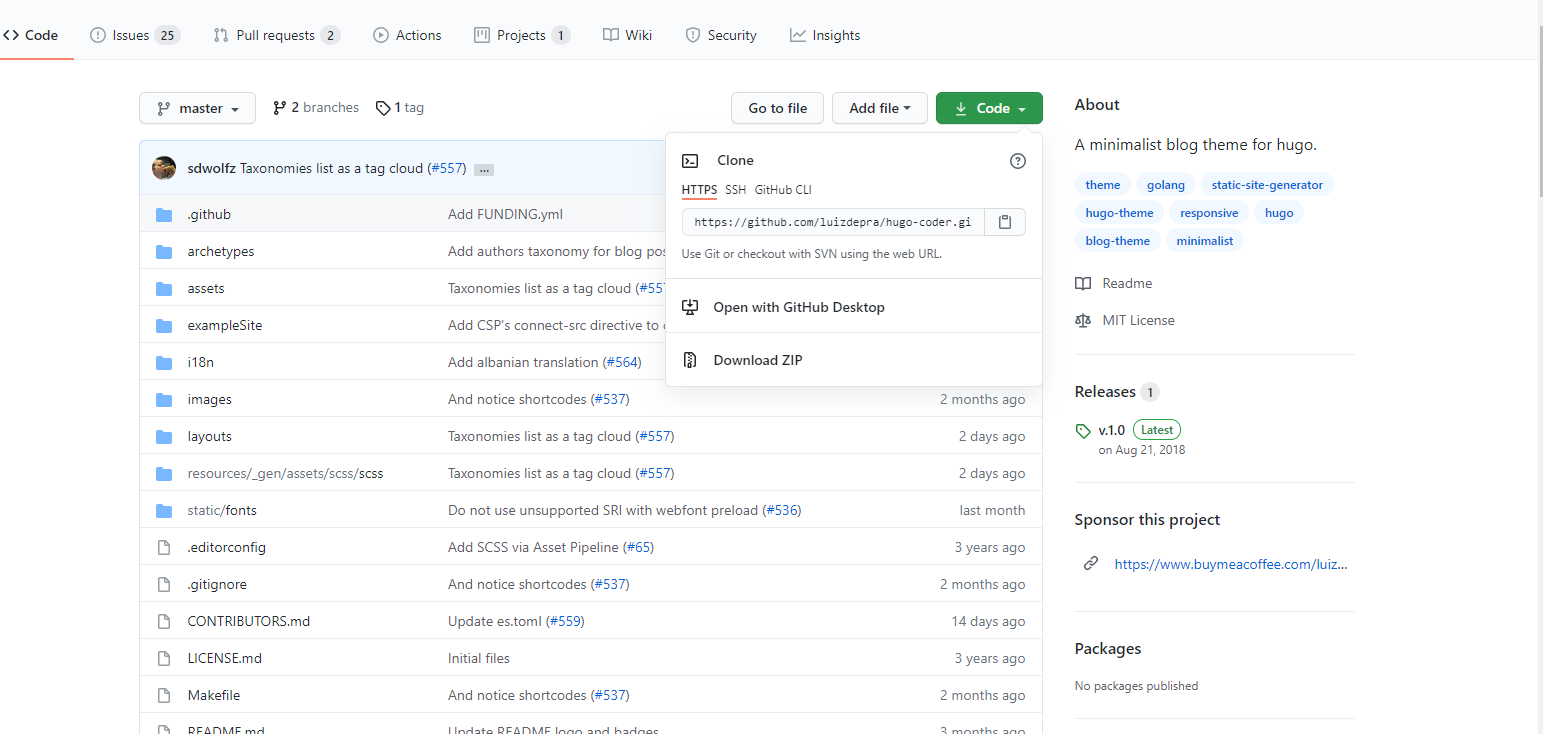 Code Issues 25 Pull requests 2 Actions Projects 1 Wiki Security Insights
master 2 branches 1 tag Go to file Add file Code
sdwolfz Taxonomies list as a tag cloud (#557) ...
Clone
HTTPS SSH GitHub CLI
https://github.com/luizdepra/hugo-coder.gi
Use Git or checkout with SVN using the web URL.
Open with GitHub Desktop
Download ZIP
.github Add FUNDING.yml
archetypes Add authors taxonomy for blog pos
assets Taxonomies list as a tag cloud (#557
exampleSite Add CSP's connect-src directive to
i18n Add albanian translation (#564)
images And notice shortcodes (#537) 2 months ago
layouts Taxonomies list as a tag cloud (#557) 2 days ago
resources/_gen/assets/scss/scss Taxonomies list as a tag cloud (#557) 2 days ago
static/fonts Do not use unsupported SRI with webfont preload (#536) last month
.editorconfig Add SCSS via Asset Pipeline (#65) 3 years ago
.gitignore And notice shortcodes (#537) 2 months ago
CONTRIBUTORS.md Update es.toml (#559) 14 days ago
LICENSE.md Initial files 3 years ago
Makefile And notice shortcodes (#537) 2 months ago
README.md Update README logo and badges 3 months ago
About
A minimalist blog theme for hugo.
theme golang static-site-generator
hugo-theme responsive hugo
blog-theme minimalist
Readme
MIT License
Releases 1
v.1.0 Latest
on Aug 21, 2018
Sponsor this project
https://www.buymeacoffee.com/luiz...
Packages
No packages published